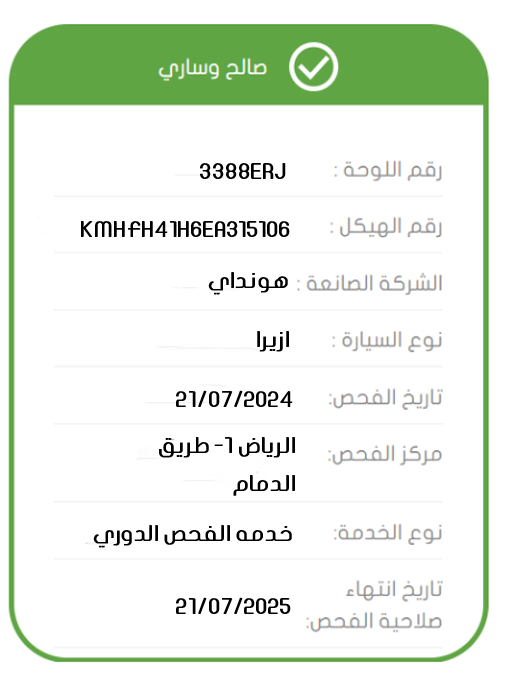 صالح وساري
رقم اللوحة : 3388ERJ
رقم الهيكل : KMHFH41H6EA315106
الشركة الصانعة : هونداي
نوع السيارة : ازيرا
تاريخ الفحص: 21/07/2024
مركز الفحص: الرياض 1- طريق
الدمام
نوع الخدمة: خدمه الفحص الدوري
تاريخ انتهاء
صلاحية الفحص: 21/07/2025